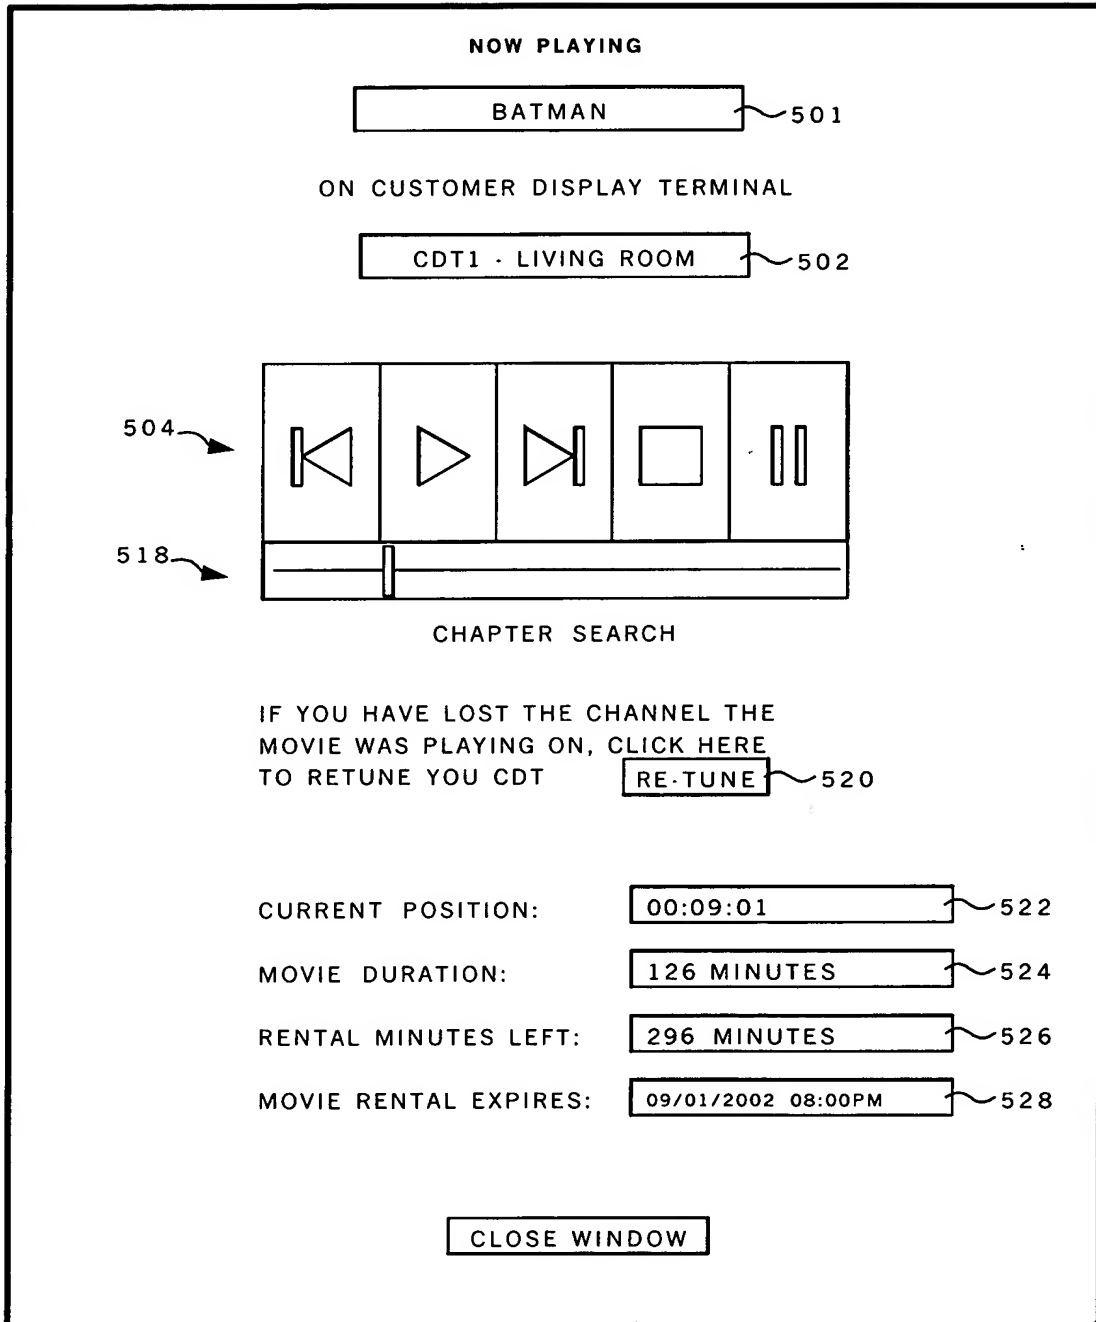 NOW PLAYING
BATMAN 501
ON CUSTOMER DISPLAY TERMINAL
CDT1 - LIVING ROOM 502
504
518
CHAPTER SEARCH
IF YOU HAVE LOST THE CHANNEL THE
MOVIE WAS PLAYING ON, CLICK HERE
TO RETUNE YOU CDT RE-TUNE 520
CURRENT POSITION: 00:09:01 522
MOVIE DURATION: 126 MINUTES 524
RENTAL MINUTES LEFT: 296 MINUTES 526
MOVIE RENTAL EXPIRES: 09/01/2002 08:00PM 528
CLOSE WINDOW